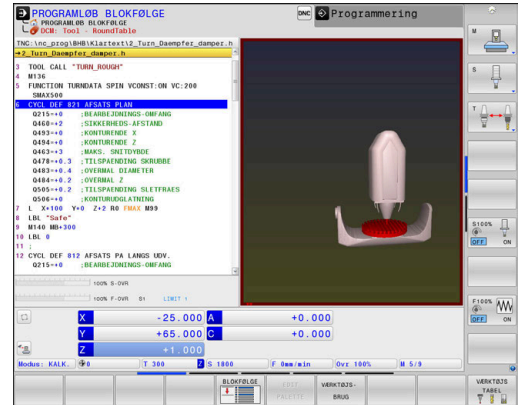 PROGRAMLØB BLOKFØLGE
DNC
Programmering
PROGRAMLØB BLOKFØLGE
DCM: Tool - RoundTable
TNC:\nc_prog\BHB\Klartext\2_Turn_Daempfer_damper.h
→2_Turn_Daempfer_damper.h
3 TOOL CALL "TURN_ROUGH"
4 M136
5 FUNCTION TURNDATA SPIN VCONST:ON VC:200
SMAX500
6 CYCL DEF 821 AFSATS PLAN
Q215=+0 ;BEARBEJDNINGS-OMFANG
Q460=+2 ;SIKKERHEDS-AFSTAND
Q493=+0 ;KONTURENDE X
Q494=+0 ;KONTURENDE Z
Q463=+3 ;MAKS. SNITDYBDE
Q478=+0.3 ;TILSPAENDING SKRUBBE
Q483=+0.4 ;OVERMAL DIAMETER
Q484=+0.2 ;OVERMAL Z
Q505=+0.2 ;TILSPAENDING SLETFRAES
Q506=+0 ;KONTURUDGLATNING
7 L X+100 Y+0 Z+2 R0 FMAX M99
8 LBL "Safe"
9 M140 MB+300
10 LBL 0
11 ;
12 CYCL DEF 812 AFSATS PA LANGS UDV.
Q215=+0 ;BEARBEJDNINGS-OMFANG
100% S-OVR
100% F-OVR S1 LIMIT 1
X -25.000 A +0.000
Y +65.000 C +0.000
Z +1.000
Modus: KALK. 0 T 300 Z S 1800 F 0mm/min Ovr 100% M 5/9
M
S
T
S100%
OFF ON
F100%
OFF ON
BLOKFØLGE
EDIT
PALETTE
VÆRKTØJS-
BRUG
VÆRKTØJS
TABEL